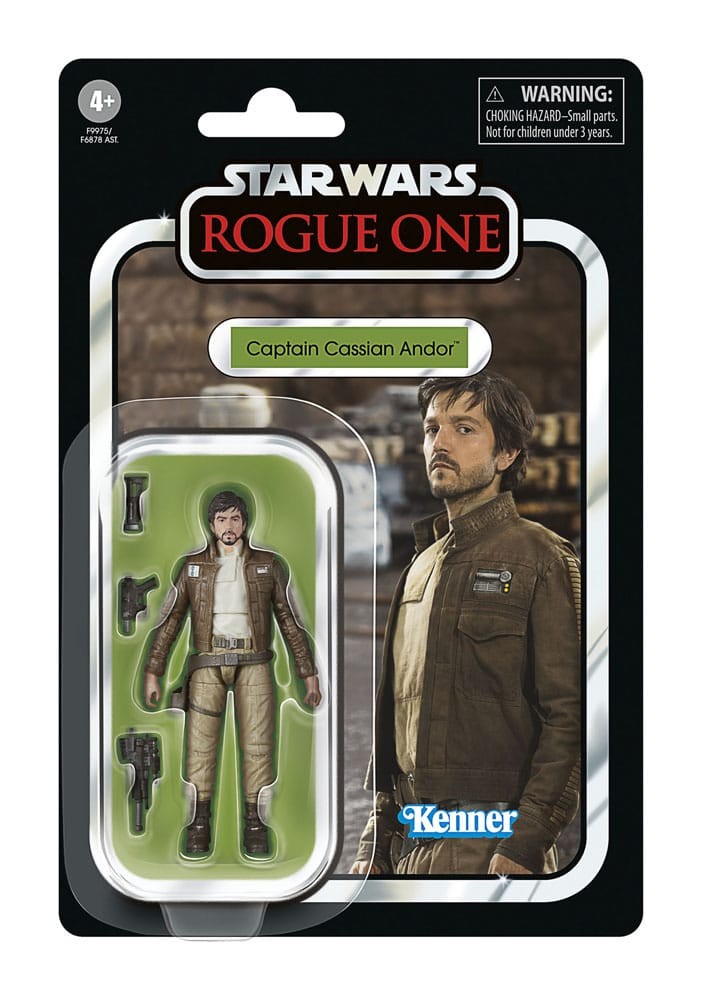 4+
F9975/
F6878 AST.
⚠ WARNING:
CHOKING HAZARD–Small parts.
Not for children under 3 years.
STAR WARS
ROGUE ONE
Captain Cassian Andor™
Kenner